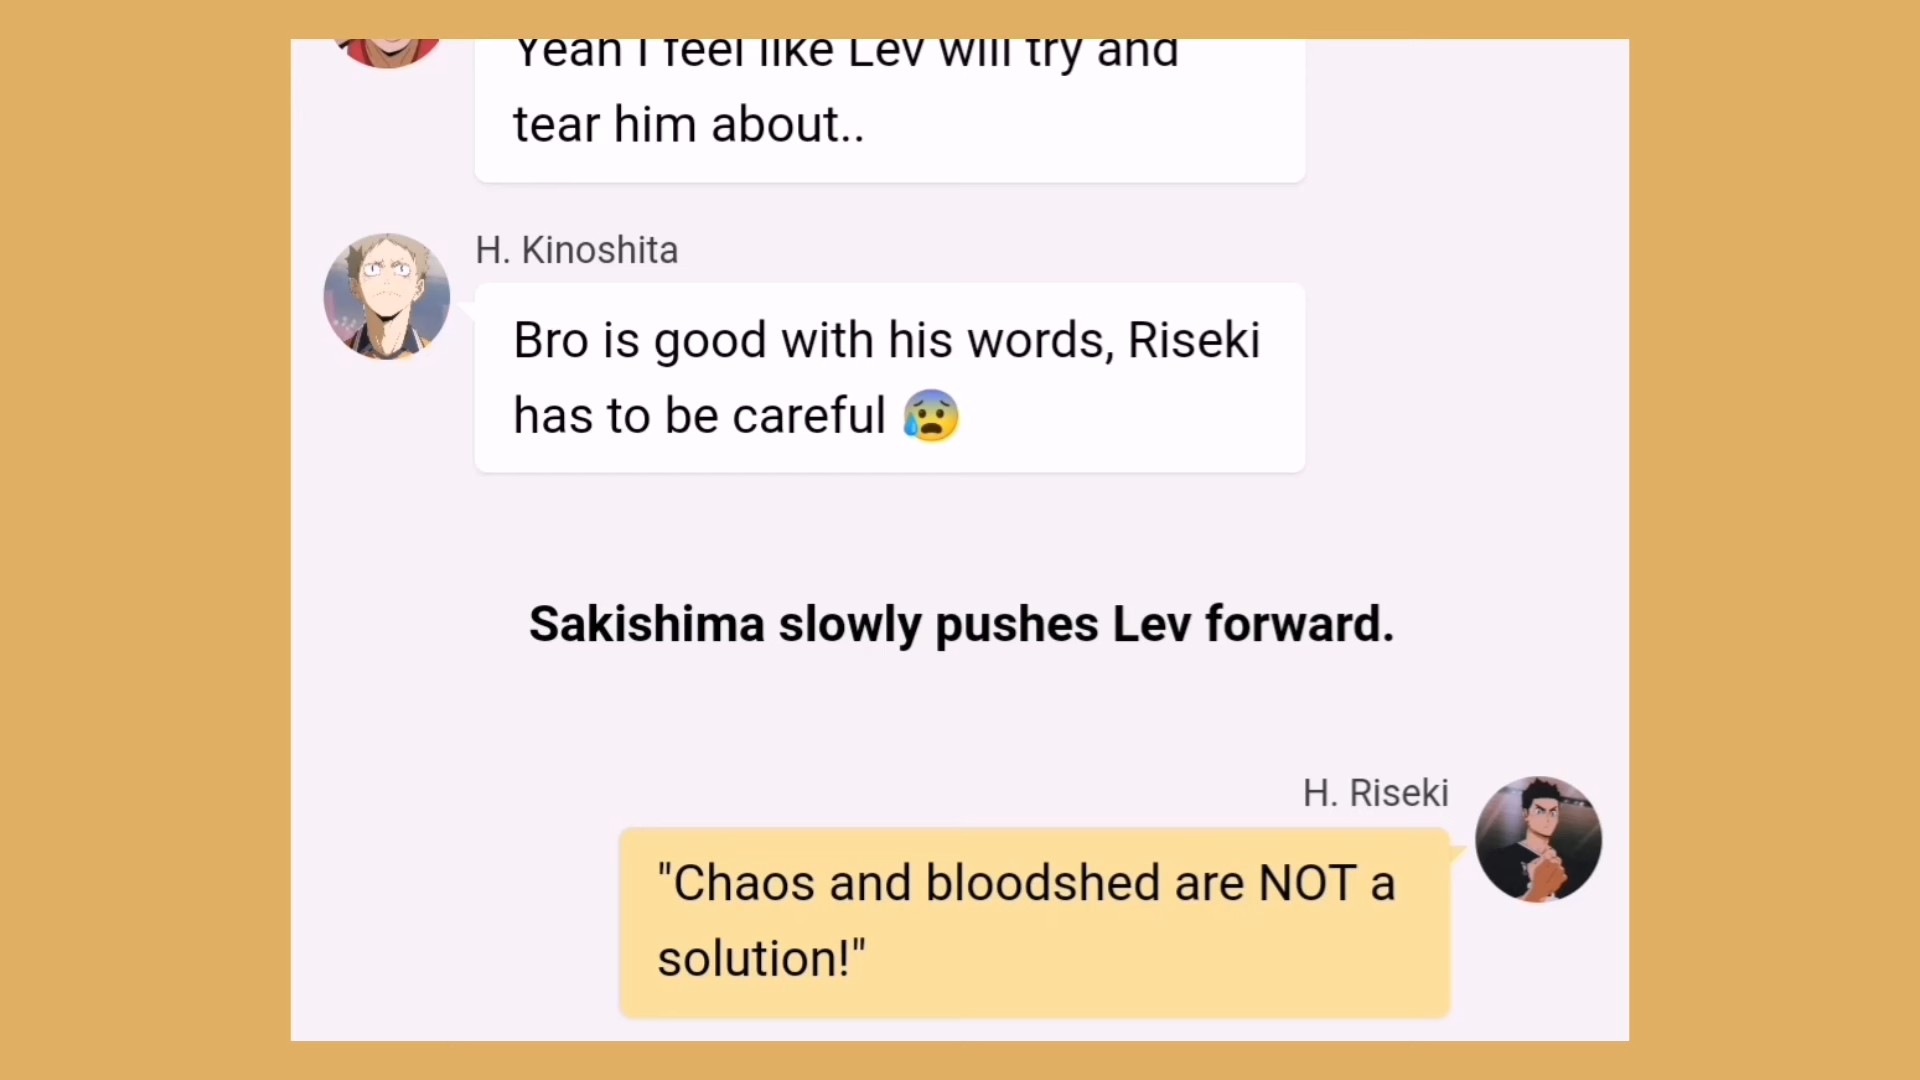 Yeah I feel like Lev will try and
tear him about..
H. Kinoshita
Bro is good with his words, Riseki
has to be careful 😰
Sakishima slowly pushes Lev forward.
H. Riseki
"Chaos and bloodshed are NOT a
solution!"